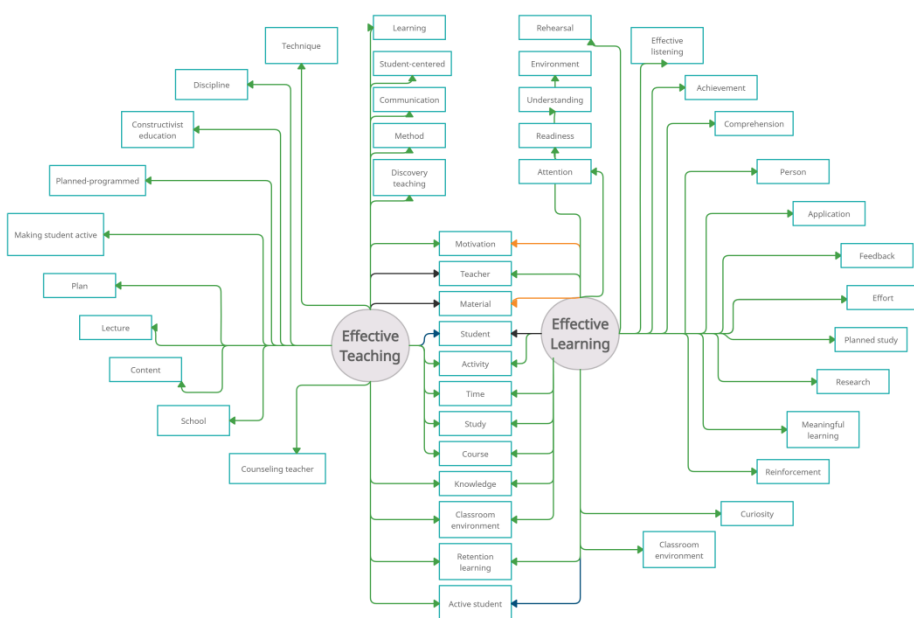 Technique
Discipline
Constructivist
education
Planned-programmed
Making student active
Plan
Lecture
Content
School
Counseling teacher
Learning
Student-centered
Communication
Method
Discovery
teaching
Effective
Teaching
Motivation
Teacher
Material
Student
Activity
Time
Study
Course
Knowledge
Classroom
environment
Retention
learning
Active student
Rehearsal
Environment
Understanding
Readiness
Attention
Effective
Learning
Effective
listening
Achievement
Comprehension
Person
Application
Feedback
Effort
Planned study
Research
Meaningful
learning
Reinforcement
Curiosity
Classroom
environment